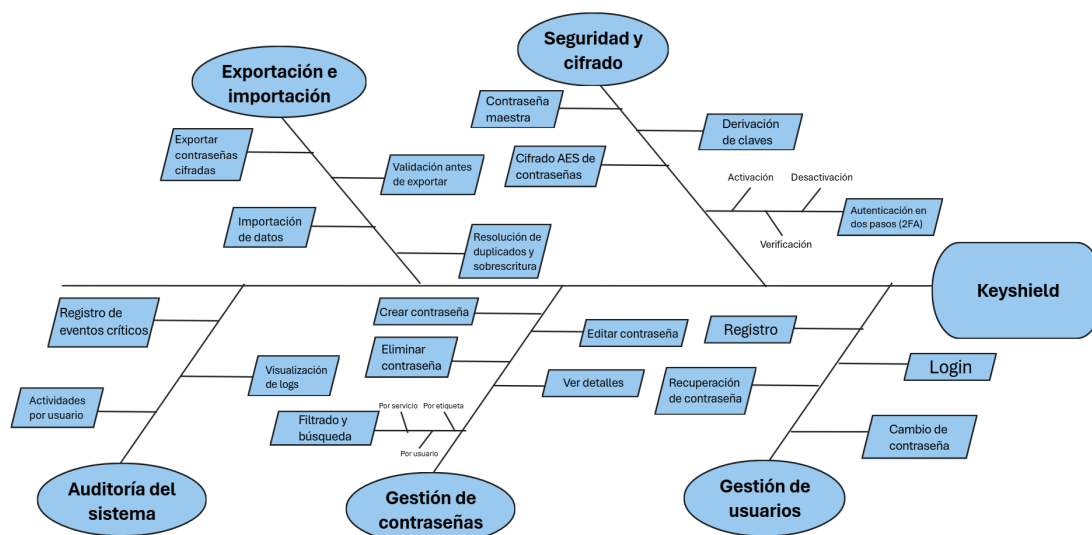 Seguridad y
cifrado
Exportación e
importación
Contraseña
maestra
Derivación
de claves
Exportar
contraseñas
cifradas
Validación antes
de exportar
Cifrado AES de
contraseñas
Activación
Desactivación
Autenticación en
dos pasos (2FA)
Verificación
Importación
de datos
Resolución de
duplicados y
sobrescritura
Keyshield
Registro de
eventos críticos
Crear contraseña
Editar contraseña
Registro
Eliminar
contraseña
Login
Visualización
de logs
Ver detalles
Recuperación
de contraseña
Actividades
por usuario
Filtrado y
búsqueda
Por servicio
Por etiqueta
Por usuario
Cambio de
contraseña
Auditoría del
sistema
Gestión de
contraseñas
Gestión de
usuarios